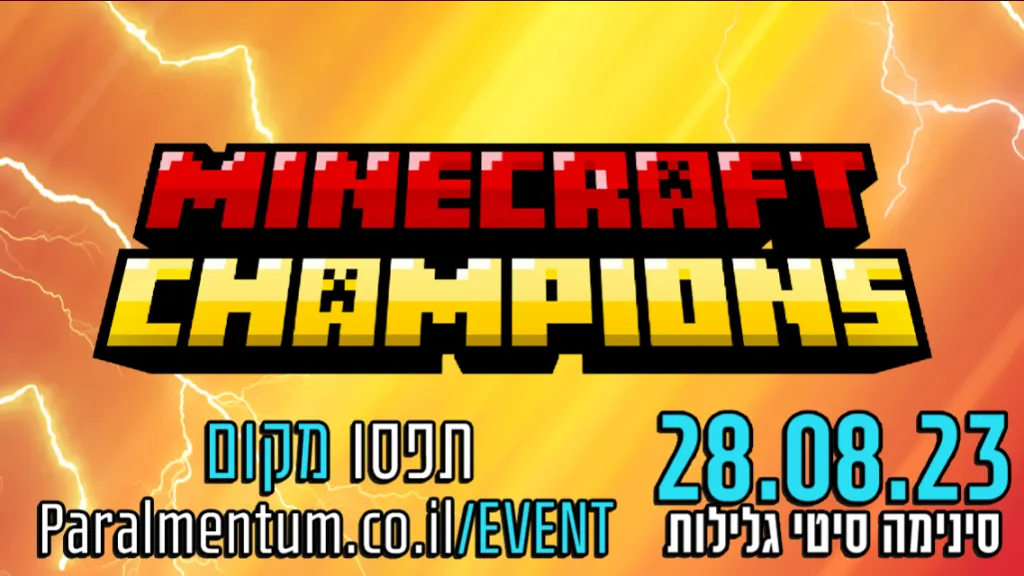 MINECRAFT
CHAMPIONS
תפסו מקום
Paralmentum.co.il/EVENT
28.08.23
סינימה סיטי גלילות